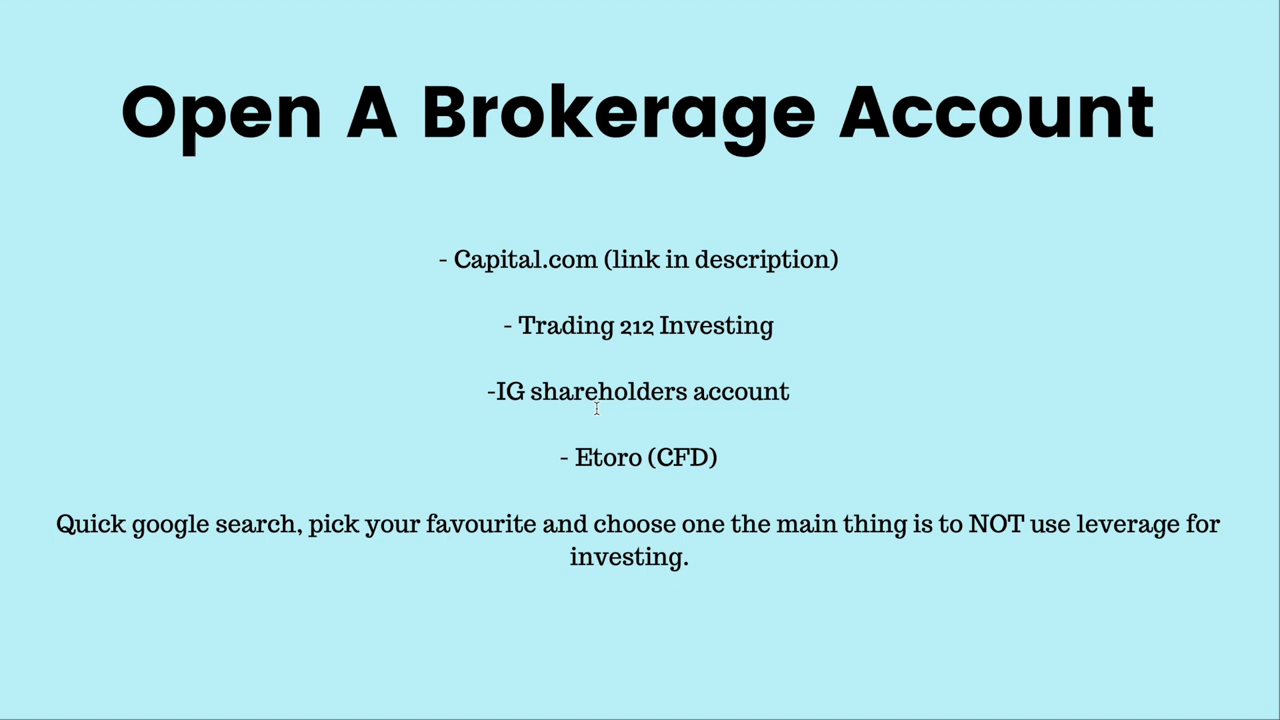 Open A Brokerage Account
- Capital.com (link in description)
- Trading 212 Investing
-IG shareholders account
- Etoro (CFD)
Quick google search, pick your favourite and choose one the main thing is to NOT use leverage for
investing.